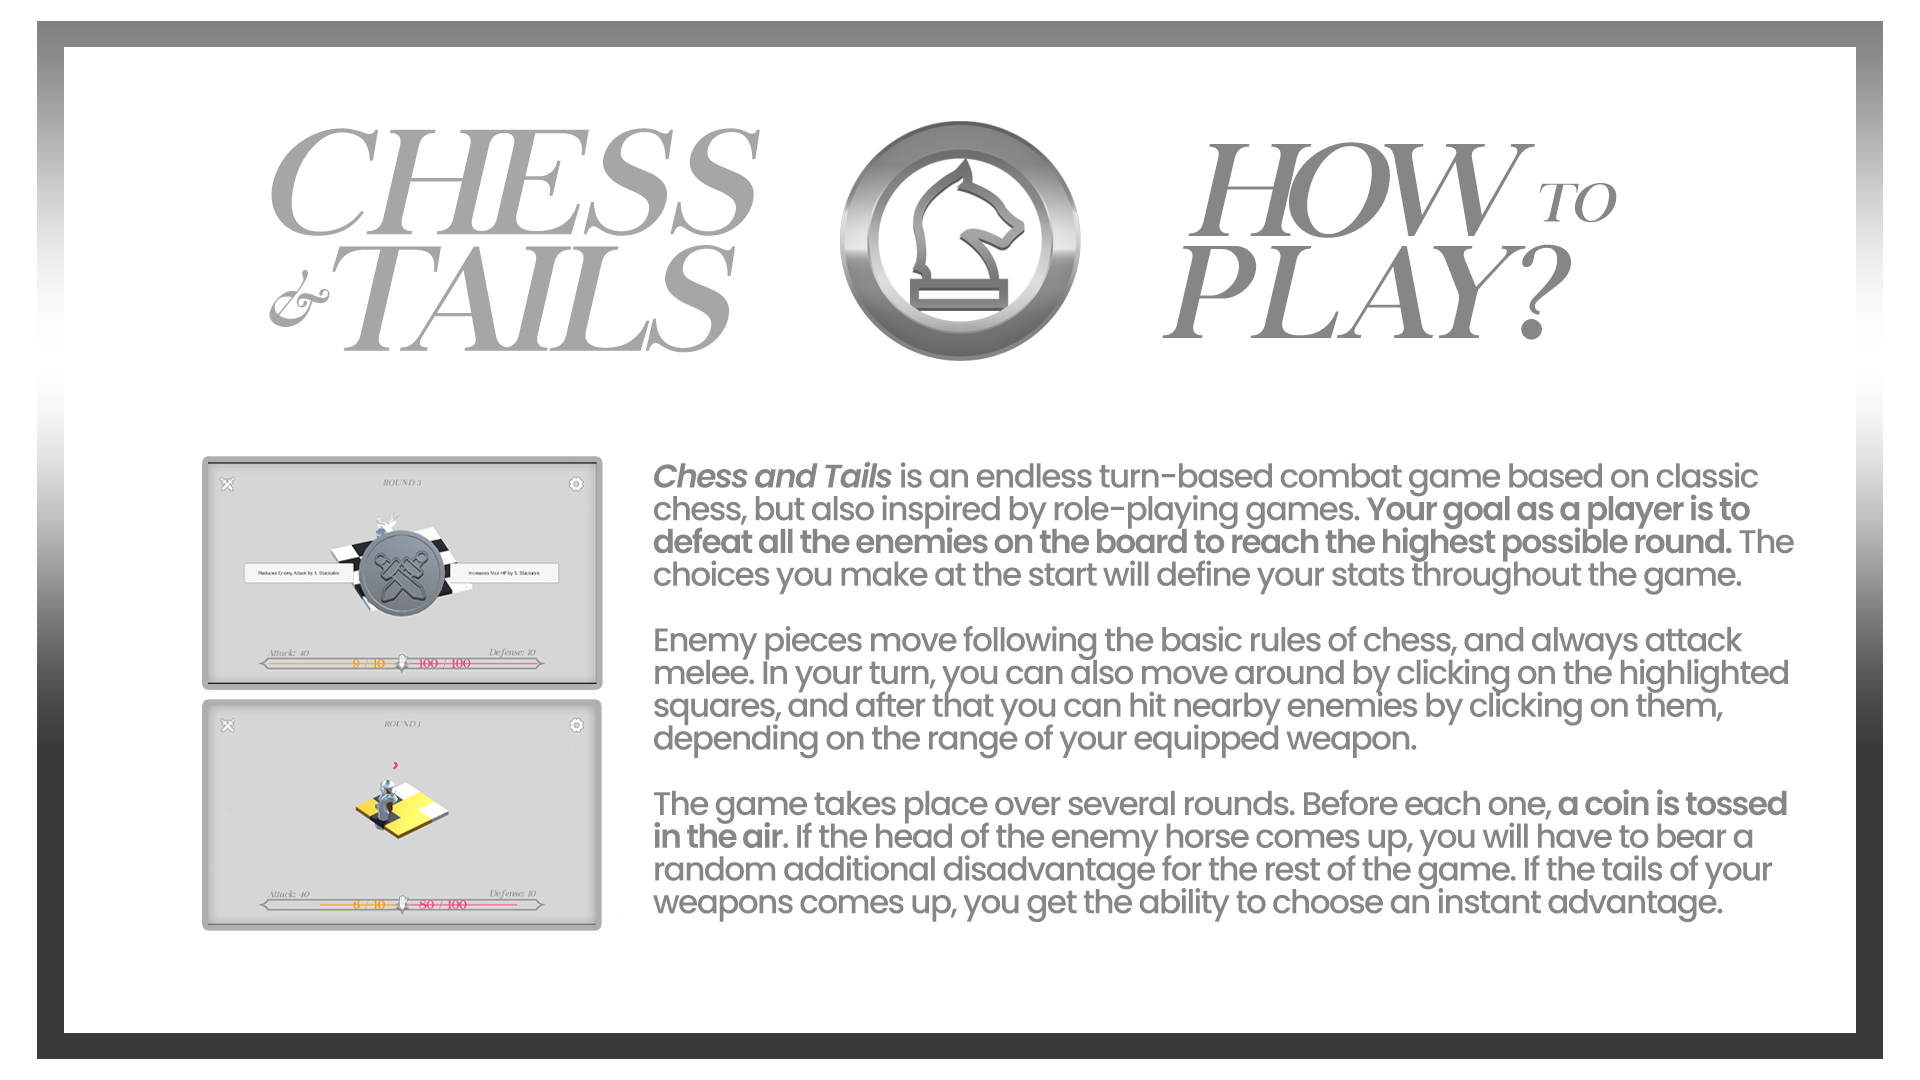 CHESS
& TAILS
HOW TO
PLAY?
ROUND 3
Reduces Enemy Attack by 1. Stackable
Increases Max HP by 5. Stackable
Attack: 40
Defense: 10
9 / 10
100 / 100
ROUND 1
Attack: 40
Defense: 10
6 / 10
80 / 100
Chess and Tails is an endless turn-based combat game based on classic
chess, but also inspired by role-playing games. Your goal as a player is to
defeat all the enemies on the board to reach the highest possible round. The
choices you make at the start will define your stats throughout the game.
Enemy pieces move following the basic rules of chess, and always attack
melee. In your turn, you can also move around by clicking on the highlighted
squares, and after that you can hit nearby enemies by clicking on them,
depending on the range of your equipped weapon.
The game takes place over several rounds. Before each one, a coin is tossed
in the air. If the head of the enemy horse comes up, you will have to bear a
random additional disadvantage for the rest of the game. If the tails of your
weapons comes up, you get the ability to choose an instant advantage.